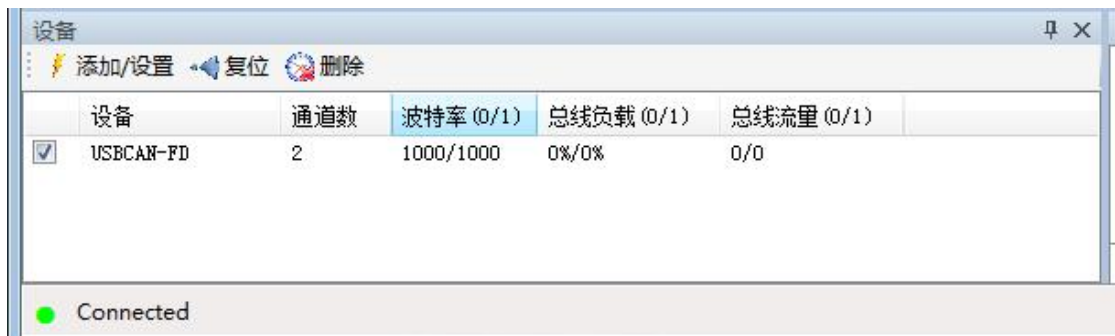 设备
添加/设置 复位 删除
设备 通道数 波特率(0/1) 总线负载(0/1) 总线流量(0/1)
USBCAN-FD 2 1000/1000 0%/0% 0/0
Connected